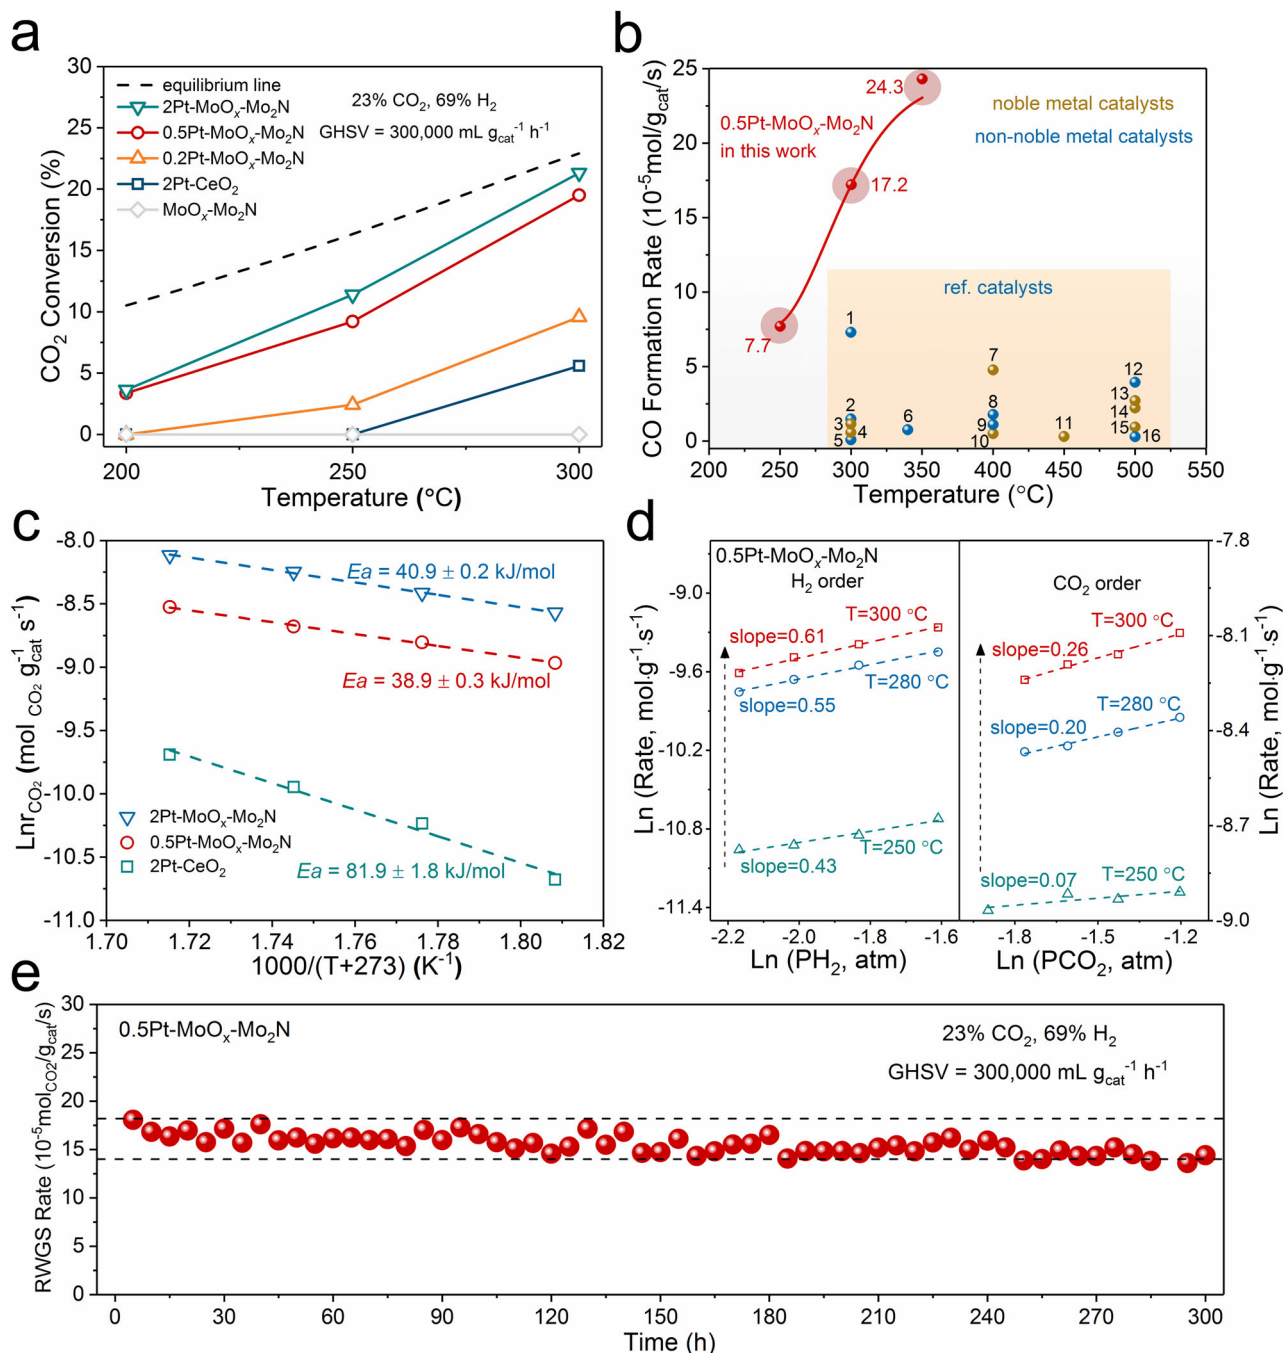 a
CO₂ Conversion (%)
30
25
20
15
10
5
0
equilibrium line
2Pt-MoOₓ-Mo₂N
0.5Pt-MoOₓ-Mo₂N
0.2Pt-MoOₓ-Mo₂N
2Pt-CeO₂
MoOₓ-Mo₂N
23% CO₂, 69% H₂
GHSV = 300,000 mL g_cat⁻¹ h⁻¹
200 250 300
Temperature (°C)
b
CO Formation Rate (10⁻⁵mol/g_cat/s)
25
20
15
10
5
0
24.3
0.5Pt-MoOₓ-Mo₂N
in this work
17.2
7.7
noble metal catalysts
non-noble metal catalysts
ref. catalysts
1
2
3
4
5
6
7
8
9
10
11
12
13
14
15
16
200 250 300 350 400 450 500 550
Temperature (°C)
c
Lnr_CO₂ (mol_CO₂ g_cat⁻¹ s⁻¹)
-8.0
-8.5
-9.0
-9.5
-10.0
-10.5
-11.0
Ea = 40.9 ± 0.2 kJ/mol
Ea = 38.9 ± 0.3 kJ/mol
Ea = 81.9 ± 1.8 kJ/mol
2Pt-MoOₓ-Mo₂N
0.5Pt-MoOₓ-Mo₂N
2Pt-CeO₂
1.70 1.72 1.74 1.76 1.78 1.80 1.82
1000/(T+273) (K⁻¹)
d
Ln (Rate, mol·g⁻¹·s⁻¹)
-9.0
-9.6
-10.2
-10.8
-11.4
0.5Pt-MoOₓ-Mo₂N
H₂ order
T=300 °C
slope=0.61
T=280 °C
slope=0.55
T=250 °C
slope=0.43
-2.2 -2.0 -1.8 -1.6
Ln (PH₂, atm)
CO₂ order
T=300 °C
slope=0.26
T=280 °C
slope=0.20
T=250 °C
slope=0.07
-1.8 -1.6 -1.4 -1.2
Ln (PCO₂, atm)
-7.8
-8.1
-8.4
-8.7
-9.0
Ln (Rate, mol·g⁻¹·s⁻¹)
e
RWGS Rate (10⁻⁵mol_CO2/g_cat/s)
30
25
20
15
10
5
0
0.5Pt-MoOₓ-Mo₂N
23% CO₂, 69% H₂
GHSV = 300,000 mL g_cat⁻¹ h⁻¹
0 30 60 90 120 150 180 210 240 270 300
Time (h)